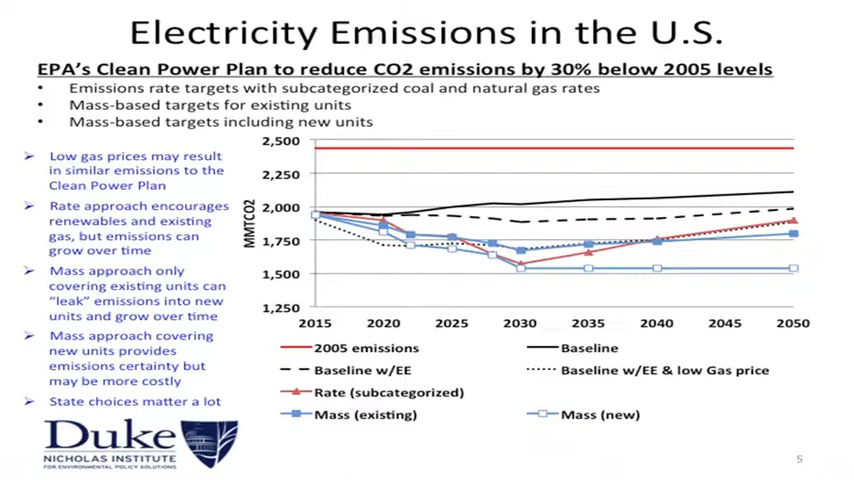 Electricity Emissions in the U.S.
EPA's Clean Power Plan to reduce CO2 emissions by 30% below 2005 levels
• Emissions rate targets with subcategorized coal and natural gas rates
• Mass-based targets for existing units
• Mass-based targets including new units
➢ Low gas prices may result
in similar emissions to the
Clean Power Plan
➢ Rate approach encourages
renewables and existing
gas, but emissions can
grow over time
➢ Mass approach only
covering existing units can
"leak" emissions into new
units and grow over time
➢ Mass approach covering
new units provides
emissions certainty but
may be more costly
➢ State choices matter a lot
MMTCO2
2,500
2,250
2,000
1,750
1,500
1,250
2015 2020 2025 2030 2035 2040 2045 2050
2005 emissions
Baseline
Baseline w/EE
Baseline w/EE & low Gas price
Rate (subcategorized)
Mass (existing)
Mass (new)
Duke
NICHOLAS INSTITUTE
FOR ENVIRONMENTAL POLICY SOLUTIONS
5